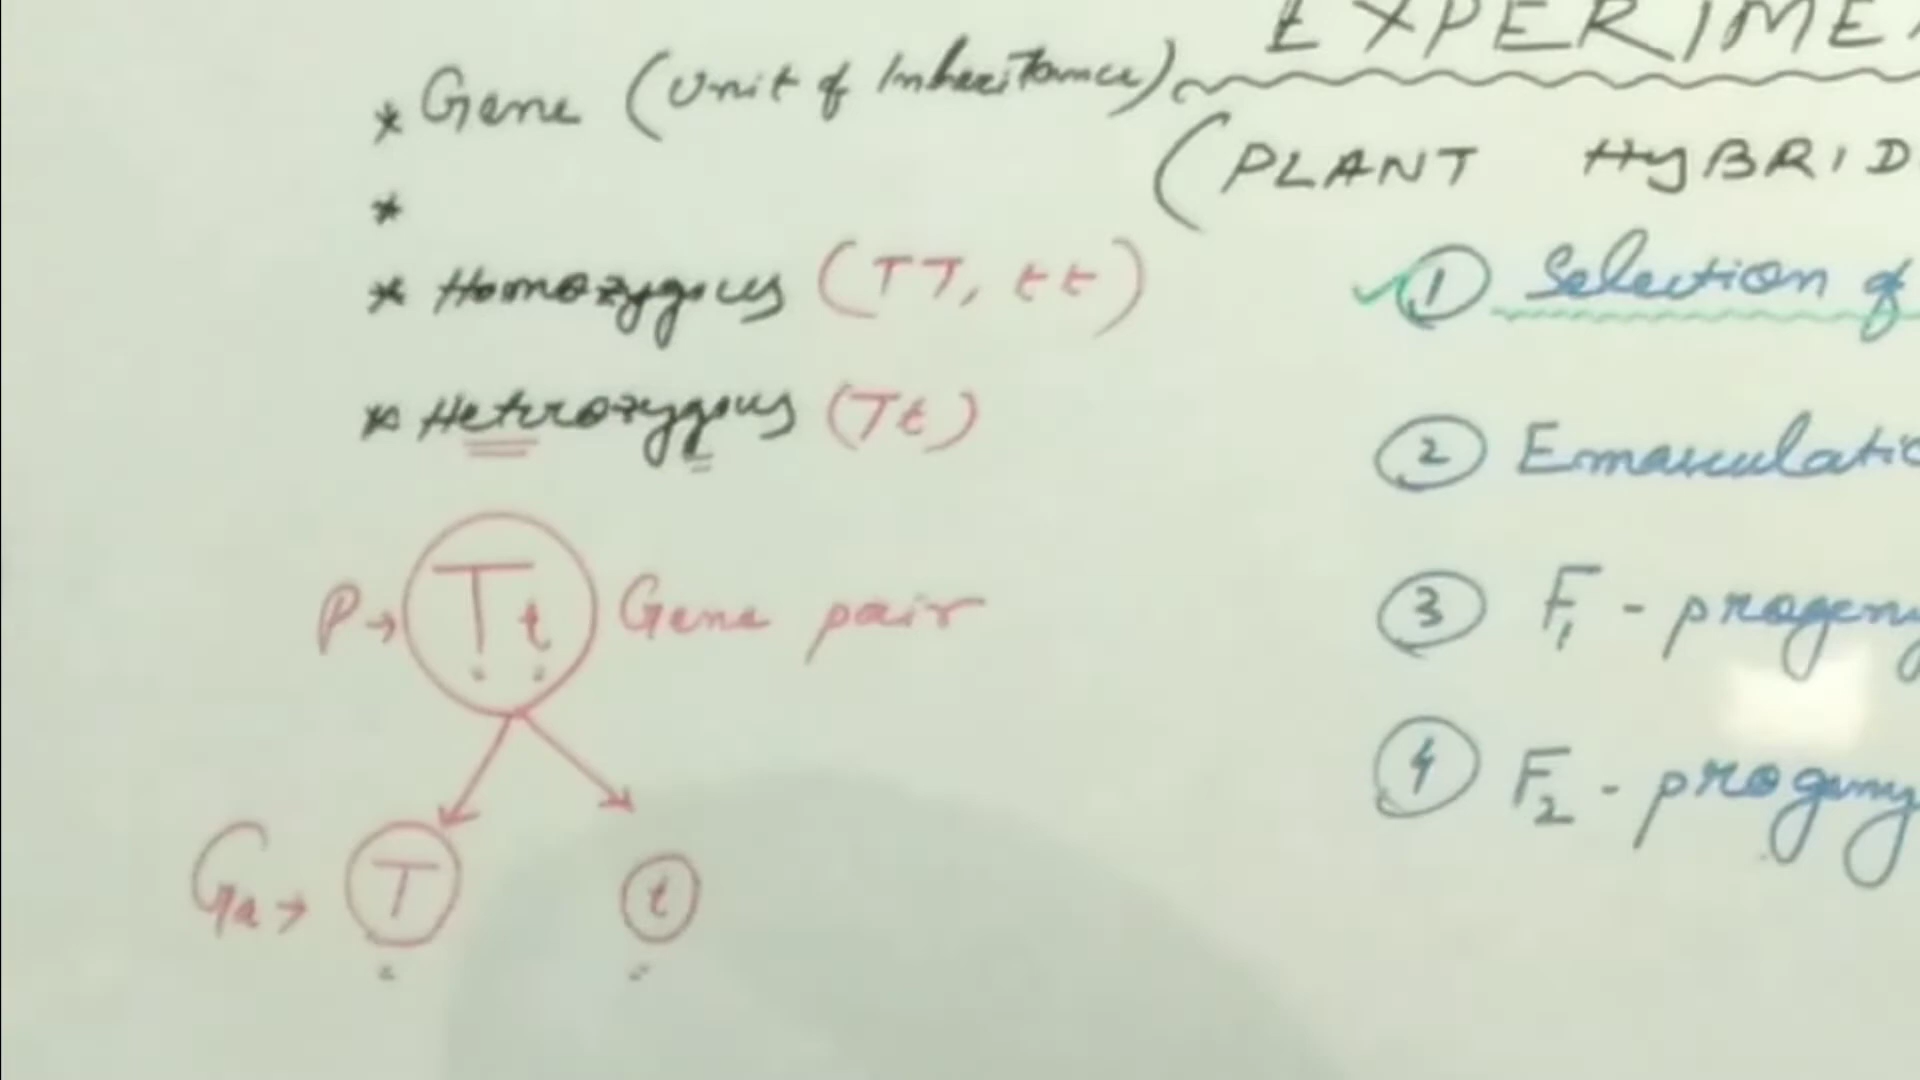 EXPERIME
* Gene (Unit of Inheritance)
(PLANT HYBRID
*
* Homozygous (TT, tt)
* Heterozygous (Tt)
P→ Tt Gene pair
Ga→ T t
① Selection of
② Emasculatio
③ F1 - progeny
④ F2 - progeny